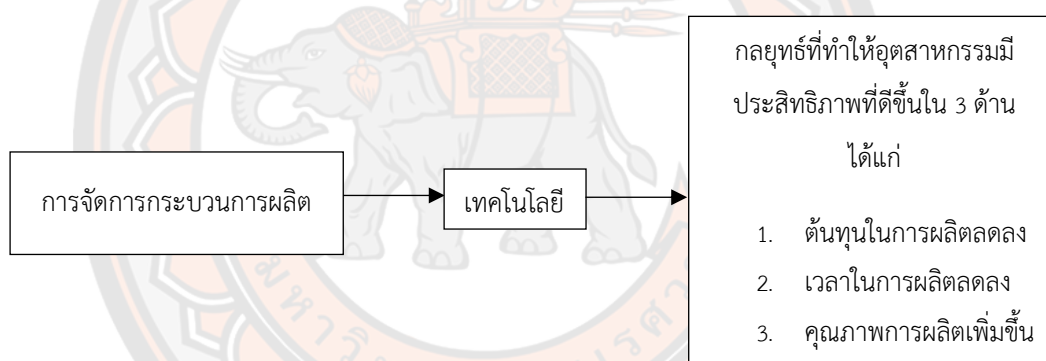 การจัดการกระบวนการผลิต
เทคโนโลยี
กลยุทธ์ที่ทำให้อุตสาหกรรมมี
ประสิทธิภาพที่ดีขึ้นใน 3 ด้าน
ได้แก่
1. ต้นทุนในการผลิตลดลง
2. เวลาในการผลิตลดลง
3. คุณภาพการผลิตเพิ่มขึ้น